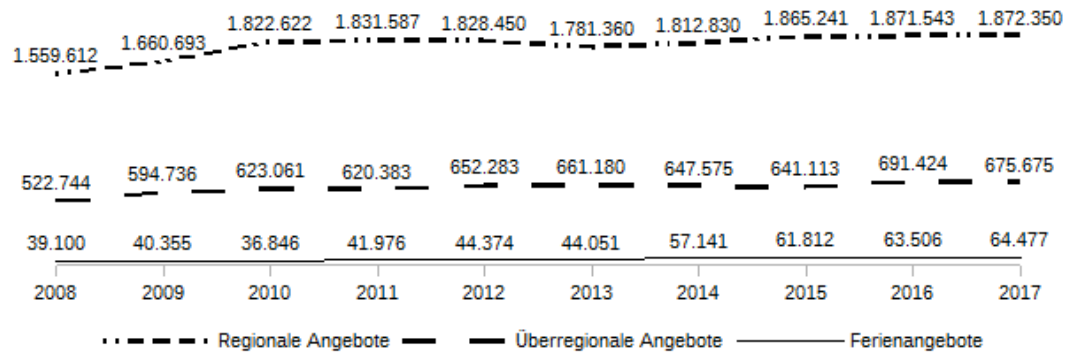 1.559.612 1.660.693 1.822.622 1.831.587 1.828.450 1.781.360 1.812.830 1.865.241 1.871.543 1.872.350
522.744 594.736 623.061 620.383 652.283 661.180 647.575 641.113 691.424 675.675
39.100 40.355 36.846 41.976 44.374 44.051 57.141 61.812 63.506 64.477
2008 2009 2010 2011 2012 2013 2014 2015 2016 2017
Regionale Angebote Überregionale Angebote Ferienangebote